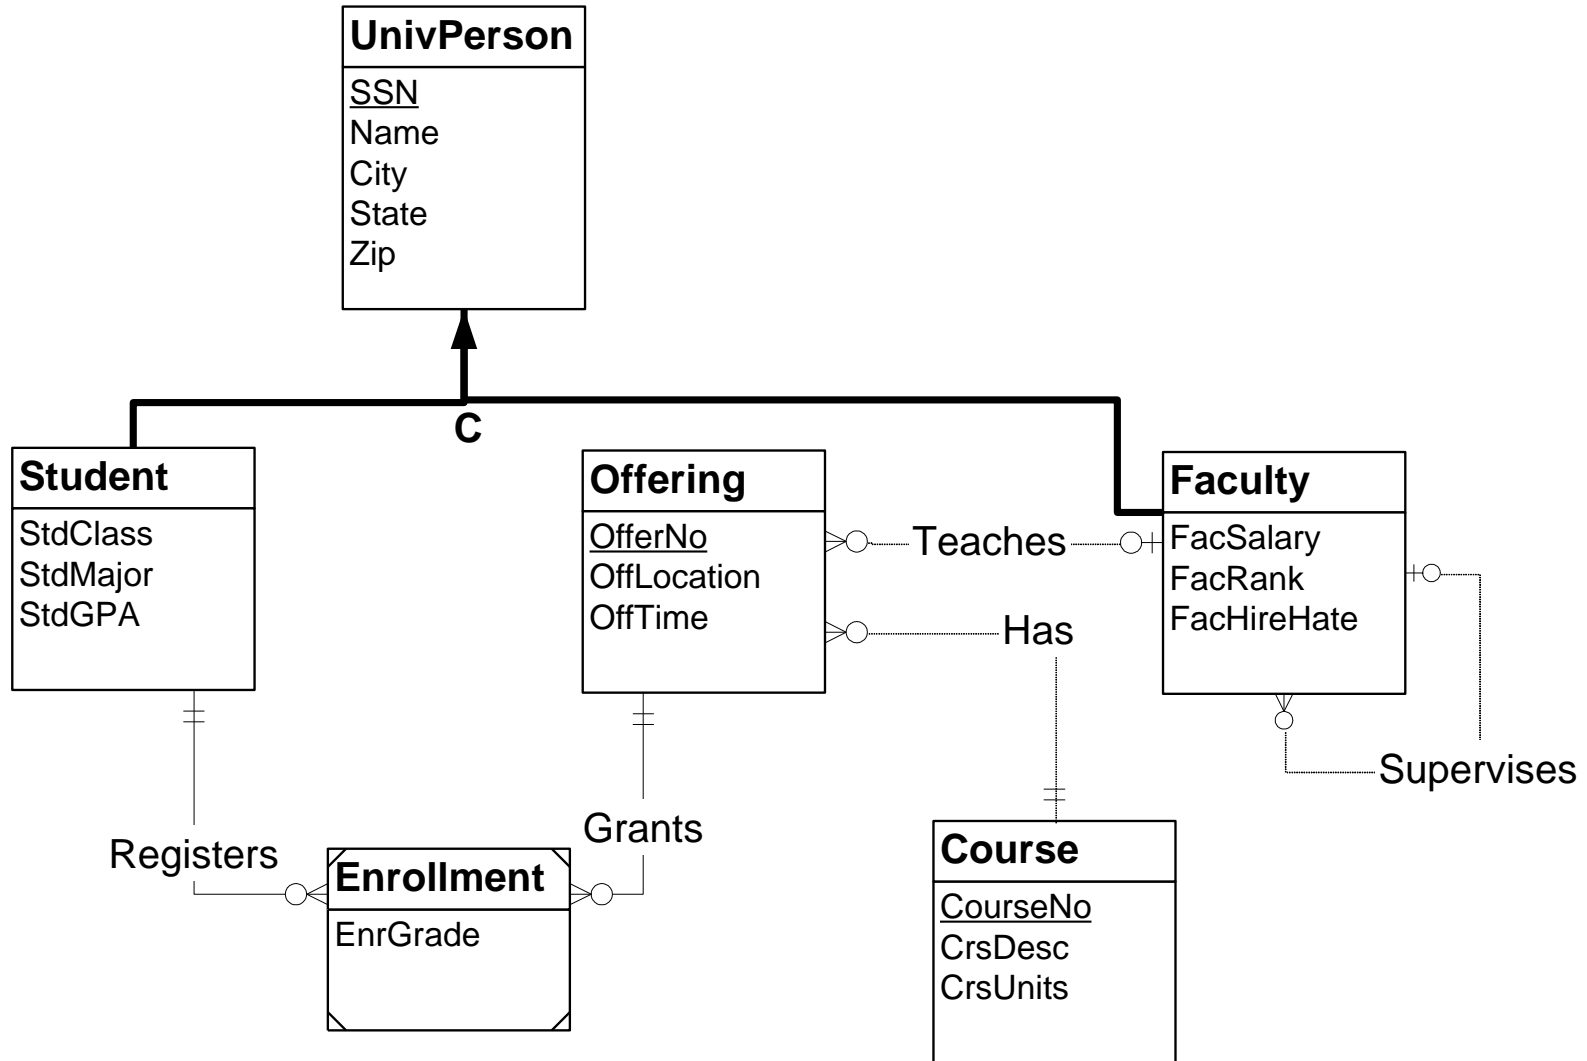 UnivPerson
SSN
Name
City
State
Zip
C
Student
StdClass
StdMajor
StdGPA
Offering
OfferNo
OffLocation
OffTime
Teaches
Has
Faculty
FacSalary
FacRank
FacHireHate
Supervises
Registers
Grants
Enrollment
EnrGrade
Course
CourseNo
CrsDesc
CrsUnits